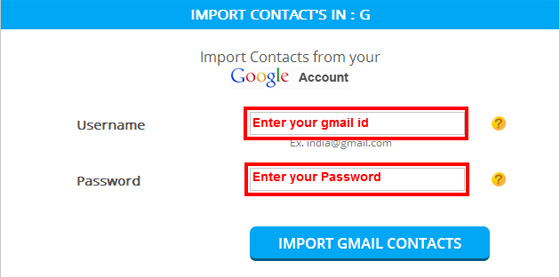 IMPORT CONTACT'S IN : G
Import Contacts from your
Google Account
Username Enter your gmail id ?
Ex. india@gmail.com
Password Enter your Password ?
IMPORT GMAIL CONTACTS